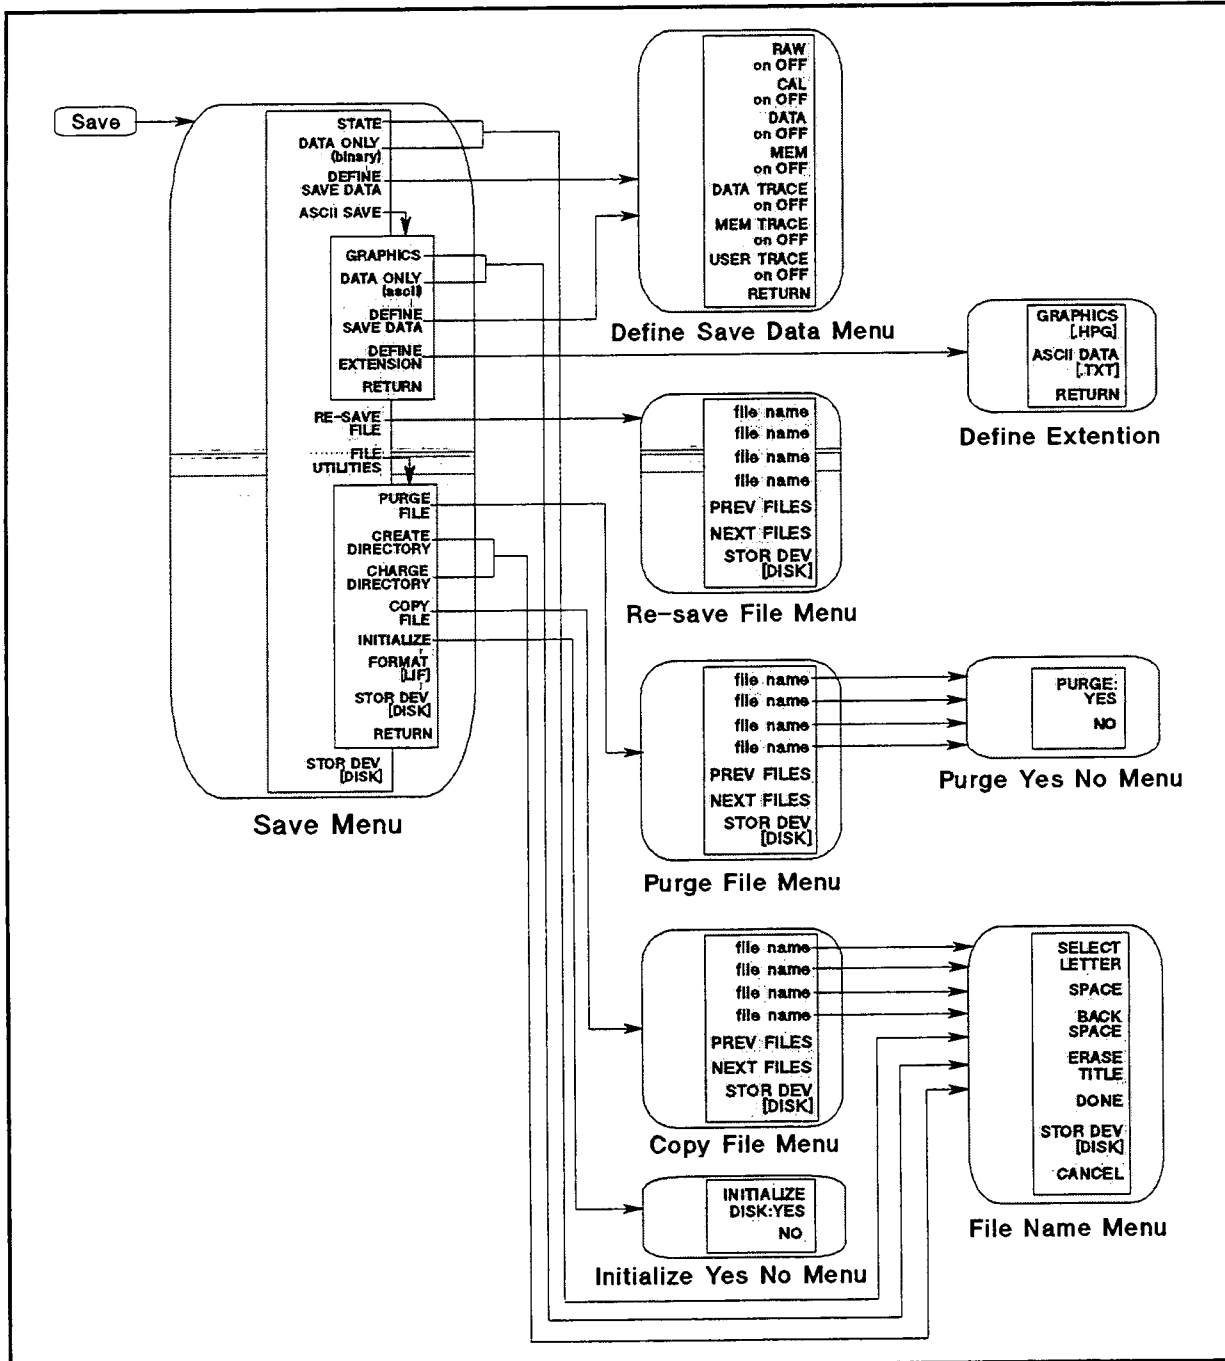 Save
STATE
DATA ONLY
(binary)
DEFINE
SAVE DATA
ASCII SAVE
GRAPHICS
DATA ONLY
(ascii)
DEFINE
SAVE DATA
DEFINE
EXTENSION
RETURN
RE-SAVE
FILE
FILE
UTILITIES
PURGE
FILE
CREATE
DIRECTORY
CHARGE
DIRECTORY
COPY
FILE
INITIALIZE
FORMAT
[LIF]
STOR DEV
[DISK]
RETURN
STOR DEV
[DISK]
Save Menu
RAW
on OFF
CAL
on OFF
DATA
on OFF
MEM
on OFF
DATA TRACE
on OFF
MEM TRACE
on OFF
USER TRACE
on OFF
RETURN
Define Save Data Menu
GRAPHICS
[.HPG]
ASCII DATA
[.TXT]
RETURN
Define Extention
file name
file name
file name
file name
PREV FILES
NEXT FILES
STOR DEV
[DISK]
Re-save File Menu
file name
file name
file name
file name
PREV FILES
NEXT FILES
STOR DEV
[DISK]
Purge File Menu
PURGE:
YES
NO
Purge Yes No Menu
file name
file name
file name
file name
PREV FILES
NEXT FILES
STOR DEV
[DISK]
Copy File Menu
SELECT
LETTER
SPACE
BACK
SPACE
ERASE
TITLE
DONE
STOR DEV
[DISK]
CANCEL
File Name Menu
INITIALIZE
DISK:YES
NO
Initialize Yes No Menu